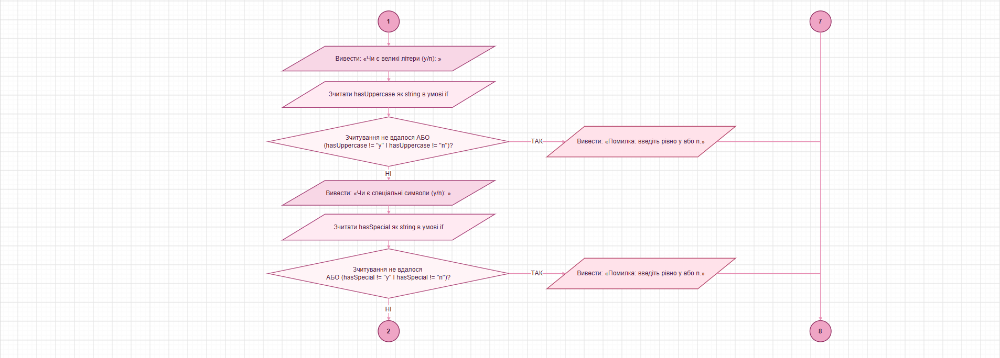 1
7
Вивести: «Чи є великі літери (y/n): »
Зчитати hasUppercase як string в умові if
Зчитування не вдалося АБО
(hasUppercase != "y" І hasUppercase != "n")?
ТАК
Вивести: «Помилка: введіть рівно y або n.»
НІ
Вивести: «Чи є спеціальні символи (y/n): »
Зчитати hasSpecial як string в умові if
Зчитування не вдалося
АБО (hasSpecial != "y" І hasSpecial != "n")?
ТАК
Вивести: «Помилка: введіть рівно y або n.»
НІ
2
8